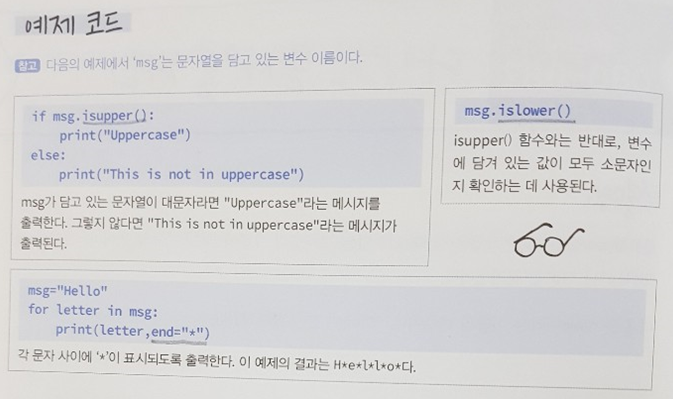 예제 코드
참고 다음의 예제에서 'msg'는 문자열을 담고 있는 변수 이름이다.
if msg.isupper():
    print("Uppercase")
else:
    print("This is not in uppercase")
msg가 담고 있는 문자열이 대문자라면 "Uppercase"라는 메시지를
출력한다. 그렇지 않다면 "This is not in uppercase"라는 메시지가
출력된다.
msg.islower()
isupper() 함수와는 반대로, 변수
에 담겨 있는 값이 모두 소문자인
지 확인하는 데 사용된다.
msg="Hello"
for letter in msg:
    print(letter,end="*")
각 문자 사이에 '*'이 표시되도록 출력한다. 이 예제의 결과는 H*e*l*l*o*다.